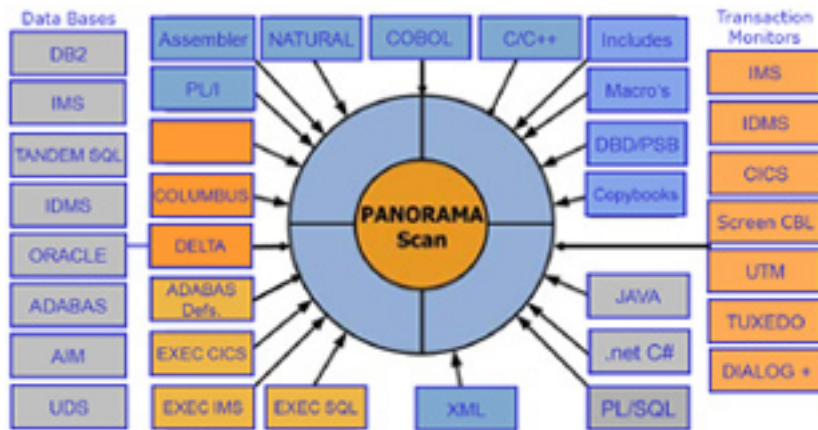 Data Bases
DB2
IMS
TANDEM SQL
IDMS
ORACLE
ADABAS
AIM
UDS
Assembler
NATURAL
COBOL
C/C++
Includes
PL/I
Macro's
DBD/PSB
COLUMBUS
Copybooks
DELTA
ADABAS
Defs.
EXEC CICS
EXEC IMS
EXEC SQL
XML
JAVA
.net C#
PL/SQL
PANORAMA
Scan
Transaction
Monitors
IMS
IDMS
CICS
Screen CBL
UTM
TUXEDO
DIALOG +